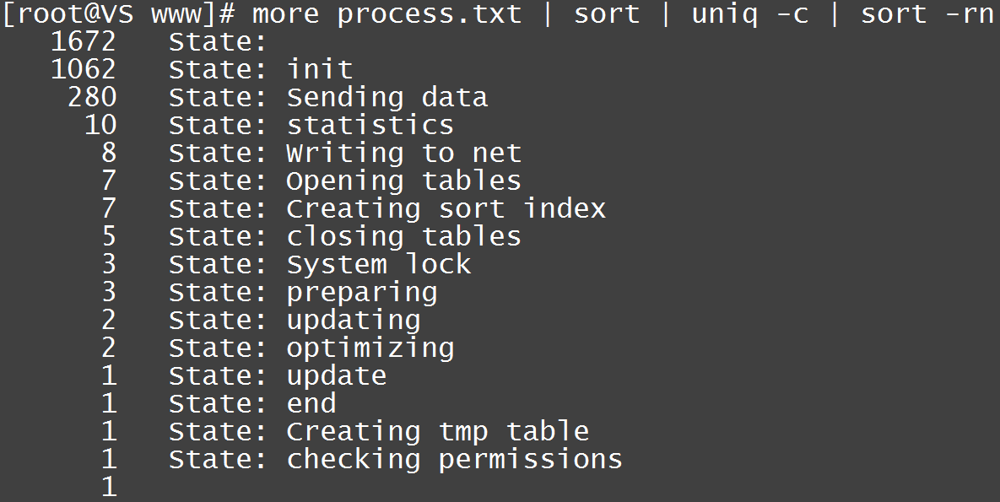 [root@VS www]# more process.txt | sort | uniq -c | sort -rn
   1672   State:
   1062   State: init
    280   State: Sending data
     10   State: statistics
      8   State: Writing to net
      7   State: Opening tables
      7   State: Creating sort index
      5   State: closing tables
      3   State: System lock
      3   State: preparing
      2   State: updating
      2   State: optimizing
      1   State: update
      1   State: end
      1   State: Creating tmp table
      1   State: checking permissions
      1